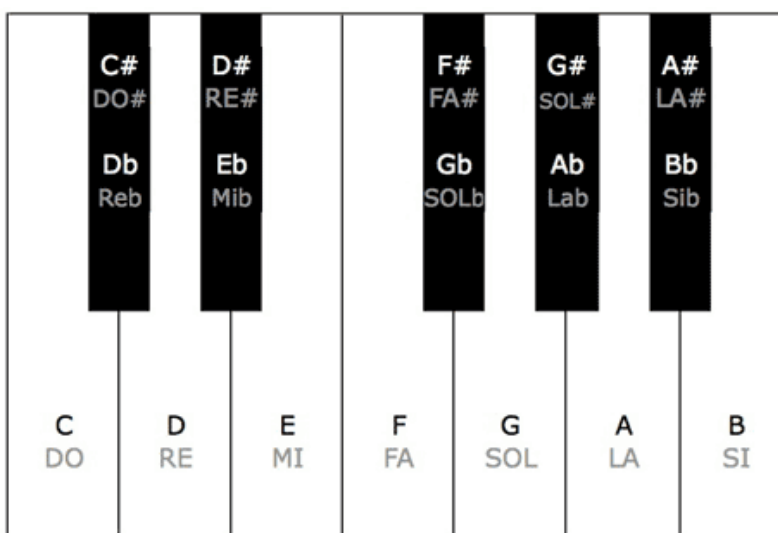 C# D# F# G# A#
DO# RE# FA# SOL# LA#
Db Eb Gb Ab Bb
Reb Mib SOLb Lab Sib
C D E F G A B
DO RE MI FA SOL LA SI